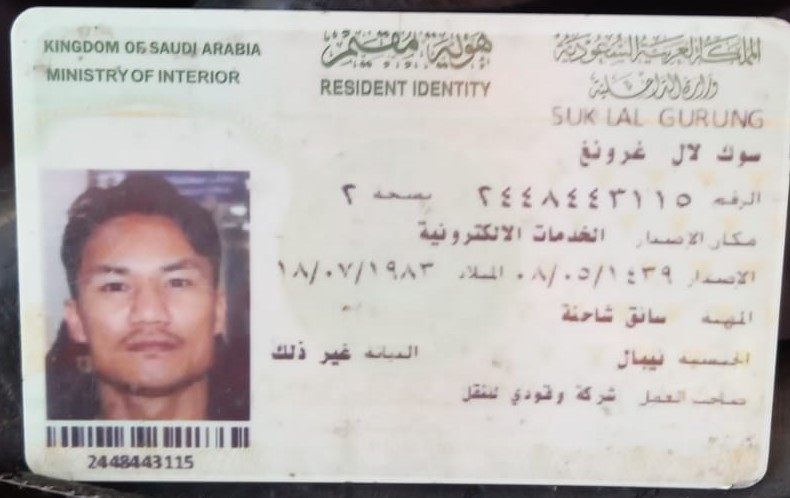 KINGDOM OF SAUDI ARABIA
MINISTRY OF INTERIOR
هوية مقيم
RESIDENT IDENTITY
المملكة العربية السعودية
وزارة الداخلية
SUK LAL GURUNG
سوك لال غرونغ
الرقم ٢٤٤٨٤٤٣١١٥ نسخة ٢
مكان الإصدار الخدمات الالكترونية
الإصدار ٠٨/٠٥/١٤٣٩ الميلاد ١٨/٠٧/١٩٨٣
المهنة سائق شاحنة
الجنسية نيبال الديانة غير ذلك
صاحب العمل شركة وقودي للنقل
2448443115